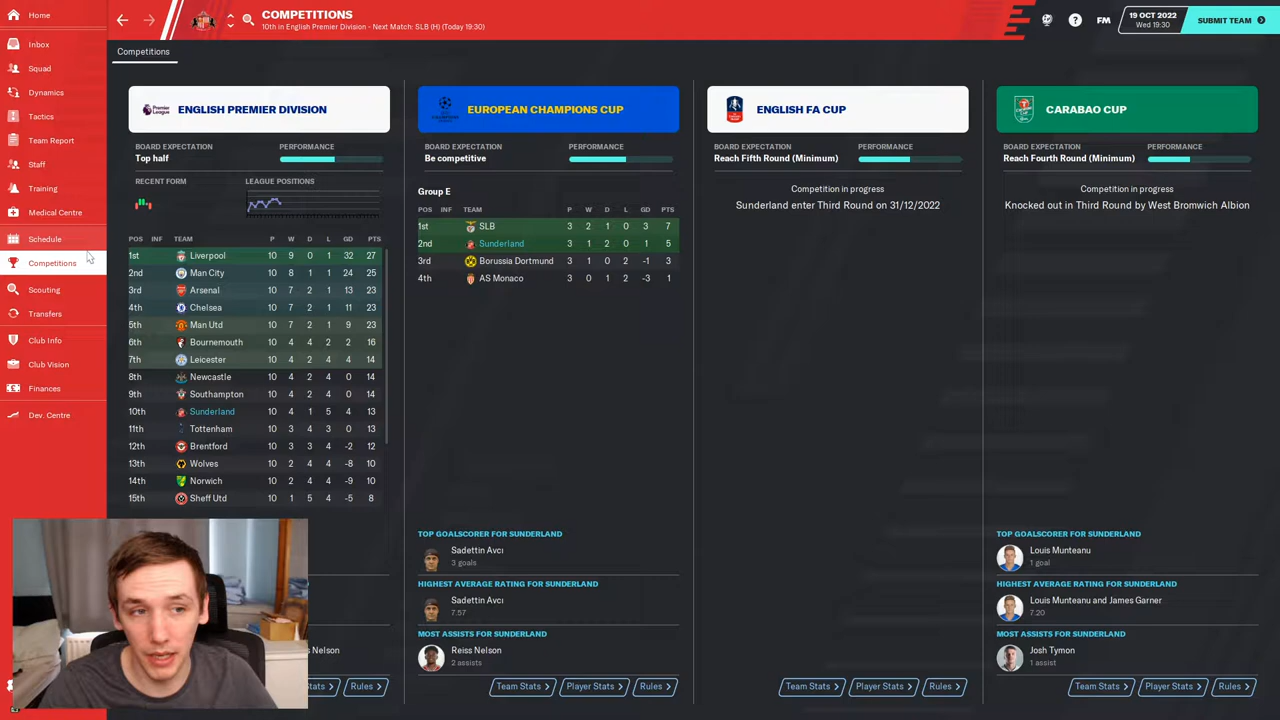 Home
Inbox
Squad
Dynamics
Tactics
Team Report
Staff
Training
Medical Centre
Schedule
Competitions
Scouting
Transfers
Club Info
Club Vision
Finances
Dev. Centre
COMPETITIONS
10th in English Premier Division - Next Match: SLB (H) (Today 19:30)
FM
19 OCT 2022
Wed 19:30
SUBMIT TEAM
Competitions
ENGLISH PREMIER DIVISION
BOARD EXPECTATION PERFORMANCE
Top half
RECENT FORM LEAGUE POSITIONS
POS INF TEAM P W D L GD PTS
1st Liverpool 10 9 0 1 32 27
2nd Man City 10 8 1 1 24 25
3rd Arsenal 10 7 2 1 13 23
4th Chelsea 10 7 2 1 11 23
5th Man Utd 10 7 2 1 9 23
6th Bournemouth 10 4 4 2 2 16
7th Leicester 10 4 2 4 4 14
8th Newcastle 10 4 2 4 0 14
9th Southampton 10 4 2 4 0 14
10th Sunderland 10 4 1 5 4 13
11th Tottenham 10 3 4 3 0 13
12th Brentford 10 3 3 4 -2 12
13th Wolves 10 2 4 4 -8 10
14th Norwich 10 2 4 4 -9 10
15th Sheff Utd 10 1 5 4 -5 8
Rules
EUROPEAN CHAMPIONS CUP
BOARD EXPECTATION PERFORMANCE
Be competitive
Group E
POS INF TEAM P W D L GD PTS
1st SLB 3 2 1 0 3 7
2nd Sunderland 3 1 2 0 1 5
3rd Borussia Dortmund 3 1 0 2 -1 3
4th AS Monaco 3 0 1 2 -3 1
TOP GOALSCORER FOR SUNDERLAND
Sadettin Avcı
3 goals
HIGHEST AVERAGE RATING FOR SUNDERLAND
Sadettin Avcı
7.57
MOST ASSISTS FOR SUNDERLAND
Reiss Nelson
2 assists
Team Stats Player Stats Rules
ENGLISH FA CUP
BOARD EXPECTATION PERFORMANCE
Reach Fifth Round (Minimum)
Competition in progress
Sunderland enter Third Round on 31/12/2022
Team Stats Player Stats Rules
CARABAO CUP
BOARD EXPECTATION PERFORMANCE
Reach Fourth Round (Minimum)
Competition in progress
Knocked out in Third Round by West Bromwich Albion
TOP GOALSCORER FOR SUNDERLAND
Louis Munteanu
1 goal
HIGHEST AVERAGE RATING FOR SUNDERLAND
Louis Munteanu and James Garner
7.20
MOST ASSISTS FOR SUNDERLAND
Josh Tymon
1 assist
Team Stats Player Stats Rules